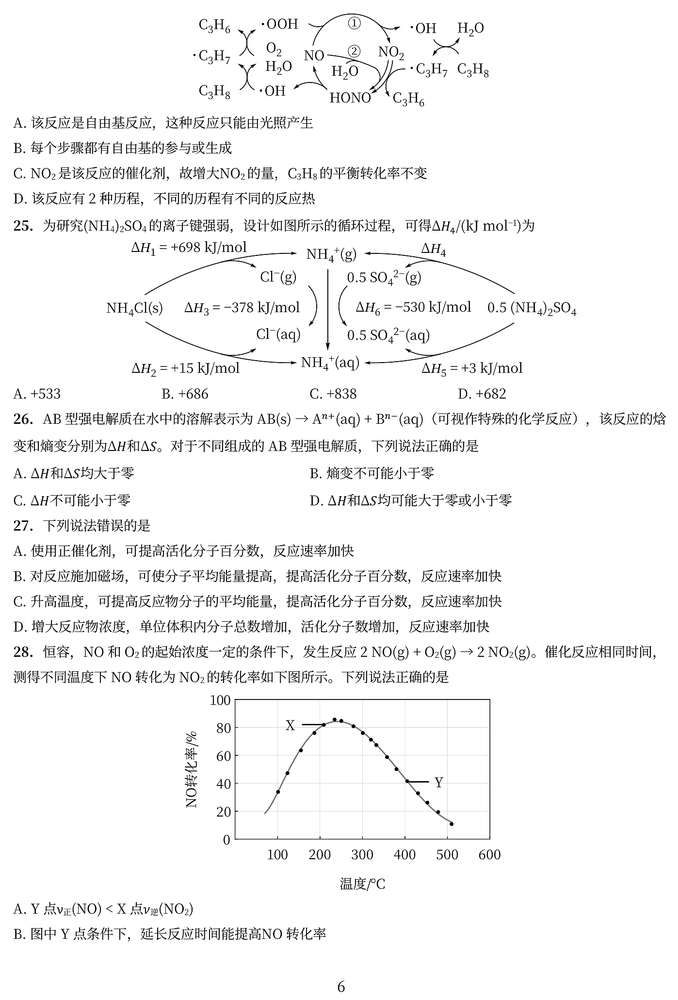 C₃H₆ ·OOH ① ·OH H₂O
·C₃H₇ O₂ NO ② NO₂
H₂O H₂O ·C₃H₇ C₃H₈
C₃H₈ ·OH HONO C₃H₆
A. 该反应是自由基反应，这种反应只能由光照产生
B. 每个步骤都有自由基的参与或生成
C. NO₂是该反应的催化剂，故增大NO₂的量，C₃H₈的平衡转化率不变
D. 该反应有 2 种历程，不同的历程有不同的反应热
25．为研究(NH₄)₂SO₄的离子键强弱，设计如图所示的循环过程，可得ΔH₄/(kJ mol⁻¹)为
ΔH₁ = +698 kJ/mol NH₄⁺(g) ΔH₄
Cl⁻(g) 0.5 SO₄²⁻(g)
NH₄Cl(s) ΔH₃ = −378 kJ/mol ΔH₆ = −530 kJ/mol 0.5 (NH₄)₂SO₄
Cl⁻(aq) 0.5 SO₄²⁻(aq)
ΔH₂ = +15 kJ/mol NH₄⁺(aq) ΔH₅ = +3 kJ/mol
A. +533 B. +686 C. +838 D. +682
26．AB 型强电解质在水中的溶解表示为 AB(s) → Aⁿ⁺(aq) + Bⁿ⁻(aq)（可视作特殊的化学反应），该反应的焓
变和熵变分别为ΔH和ΔS。对于不同组成的 AB 型强电解质，下列说法正确的是
A. ΔH和ΔS均大于零 B. 熵变不可能小于零
C. ΔH不可能小于零 D. ΔH和ΔS均可能大于零或小于零
27．下列说法错误的是
A. 使用正催化剂，可提高活化分子百分数，反应速率加快
B. 对反应施加磁场，可使分子平均能量提高，提高活化分子百分数，反应速率加快
C. 升高温度，可提高反应物分子的平均能量，提高活化分子百分数，反应速率加快
D. 增大反应物浓度，单位体积内分子总数增加，活化分子数增加，反应速率加快
28．恒容，NO 和 O₂的起始浓度一定的条件下，发生反应 2 NO(g) + O₂(g) → 2 NO₂(g)。催化反应相同时间，
测得不同温度下 NO 转化为 NO₂的转化率如下图所示。下列说法正确的是
100
80
60
40
20
0
NO转化率/%
X
Y
100 200 300 400 500 600
温度/°C
A. Y 点ν正(NO) < X 点ν逆(NO₂)
B. 图中 Y 点条件下，延长反应时间能提高NO 转化率
6